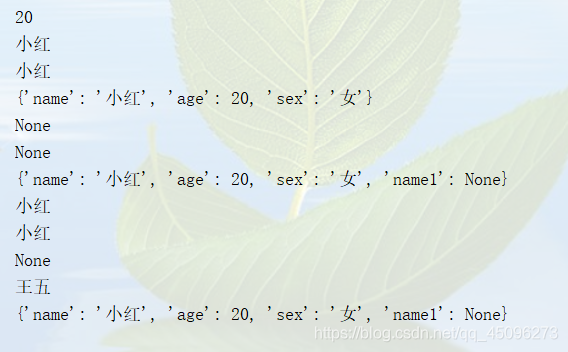 20
小红
小红
{'name': '小红', 'age': 20, 'sex': '女'}
None
None
{'name': '小红', 'age': 20, 'sex': '女', 'name1': None}
小红
小红
None
王五
{'name': '小红', 'age': 20, 'sex': '女', 'name1': None}
https://blog.csdn.net/qq_45096273